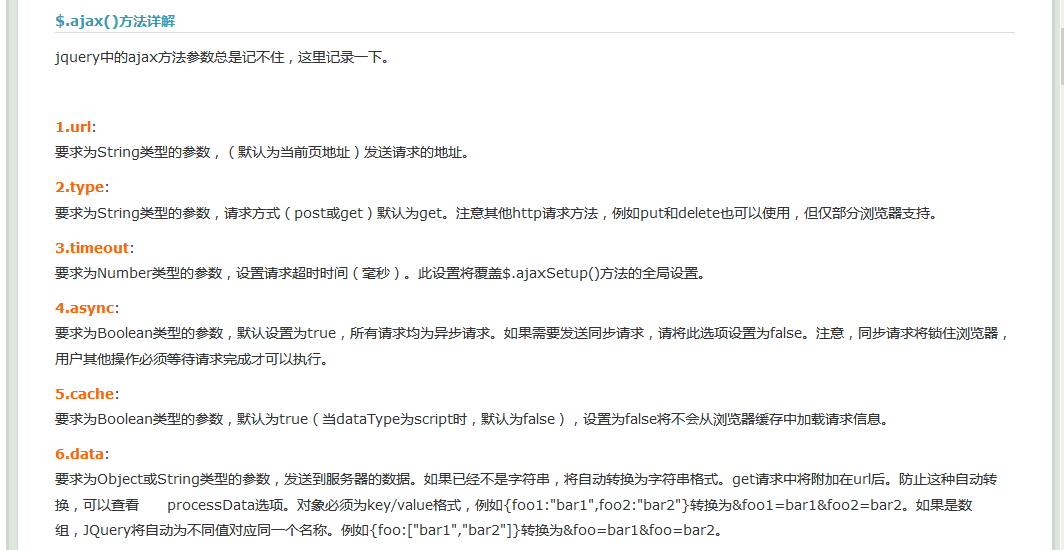 $.ajax()方法详解
jquery中的ajax方法参数总是记不住，这里记录一下。
1.url:
要求为String类型的参数，（默认为当前页地址）发送请求的地址。
2.type:
要求为String类型的参数，请求方式（post或get）默认为get。注意其他http请求方法，例如put和delete也可以使用，但仅部分浏览器支持。
3.timeout:
要求为Number类型的参数，设置请求超时时间（毫秒）。此设置将覆盖$.ajaxSetup()方法的全局设置。
4.async:
要求为Boolean类型的参数，默认设置为true，所有请求均为异步请求。如果需要发送同步请求，请将此选项设置为false。注意，同步请求将锁住浏览器，
用户其他操作必须等待请求完成才可以执行。
5.cache:
要求为Boolean类型的参数，默认为true（当dataType为script时，默认为false），设置为false将不会从浏览器缓存中加载请求信息。
6.data:
要求为Object或String类型的参数，发送到服务器的数据。如果已经不是字符串，将自动转换为字符串格式。get请求中将附加在url后。防止这种自动转
换，可以查看　　processData选项。对象必须为key/value格式，例如{foo1:"bar1",foo2:"bar2"}转换为&foo1=bar1&foo2=bar2。如果是数
组，JQuery将自动为不同值对应同一个名称。例如{foo:["bar1","bar2"]}转换为&foo=bar1&foo=bar2。